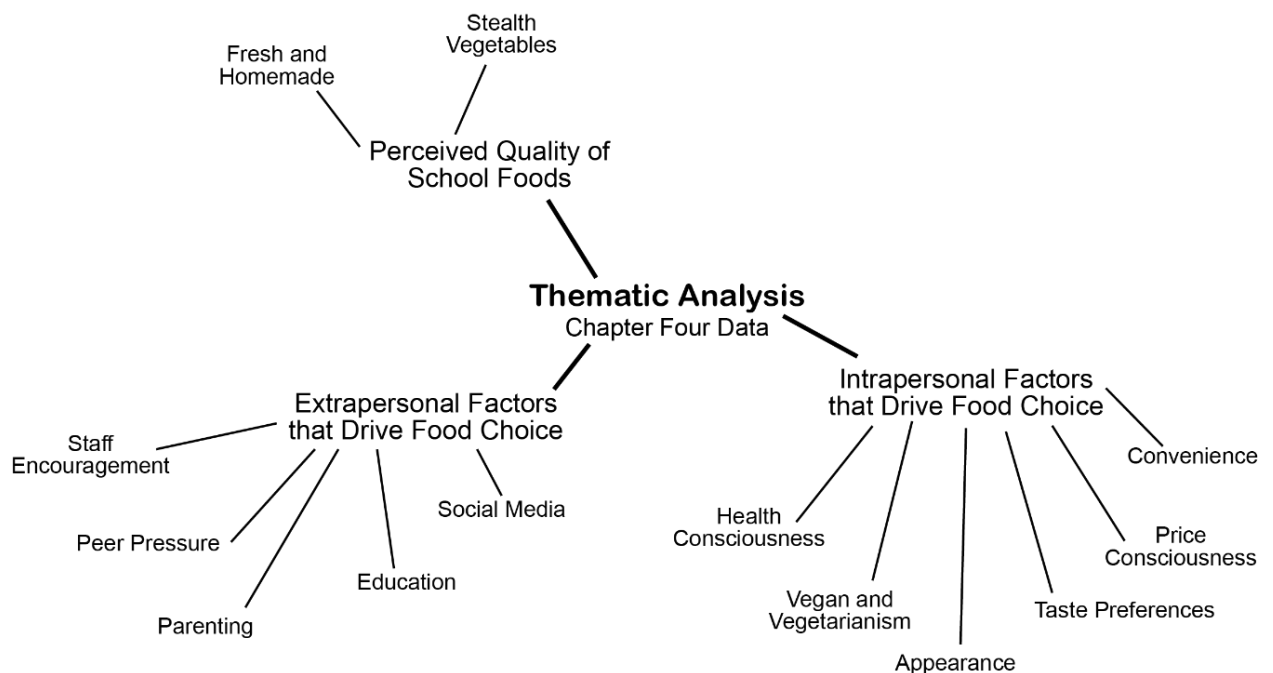 Stealth
Vegetables
Fresh and
Homemade
Perceived Quality of
School Foods
Thematic Analysis
Chapter Four Data
Extrapersonal Factors
that Drive Food Choice
Staff
Encouragement
Peer Pressure
Parenting
Education
Social Media
Intrapersonal Factors
that Drive Food Choice
Health
Consciousness
Vegan and
Vegetarianism
Appearance
Taste Preferences
Price
Consciousness
Convenience